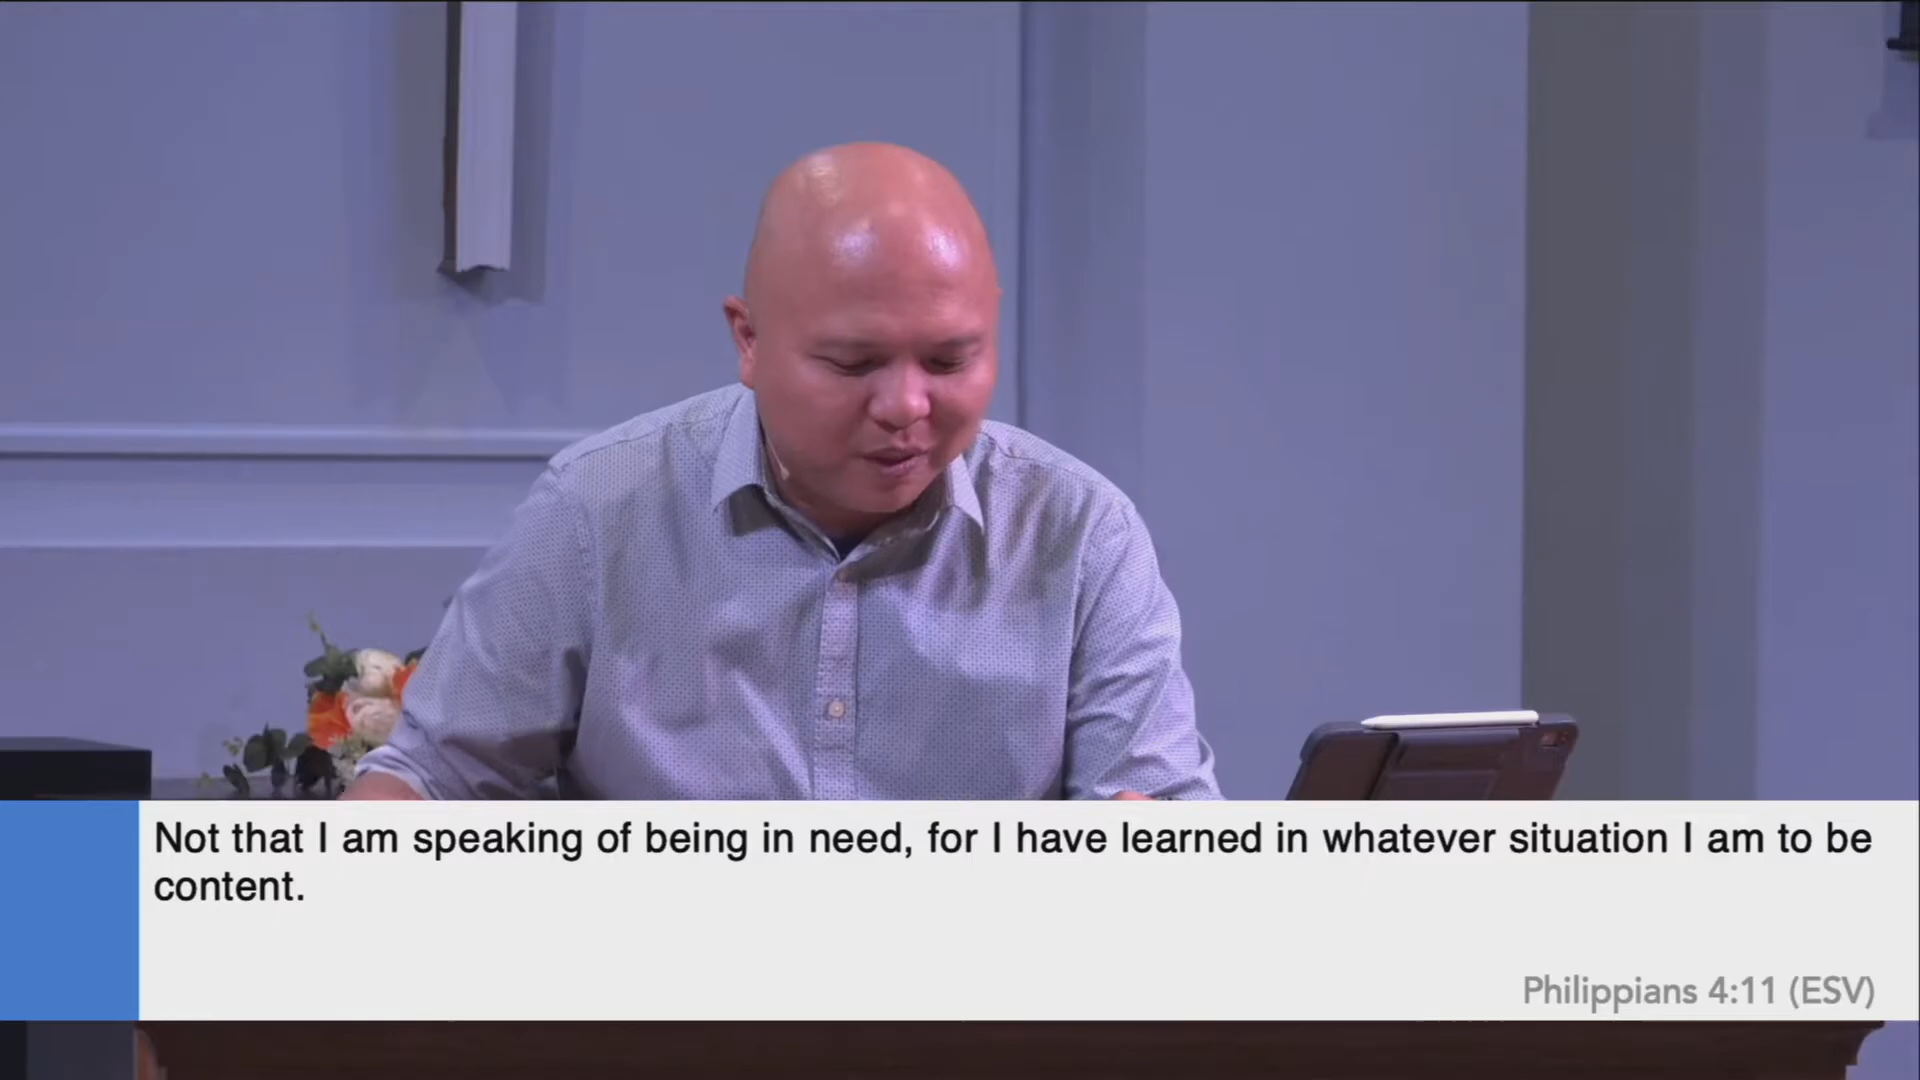 Not that I am speaking of being in need, for I have learned in whatever situation I am to be
content.
Philippians 4:11 (ESV)